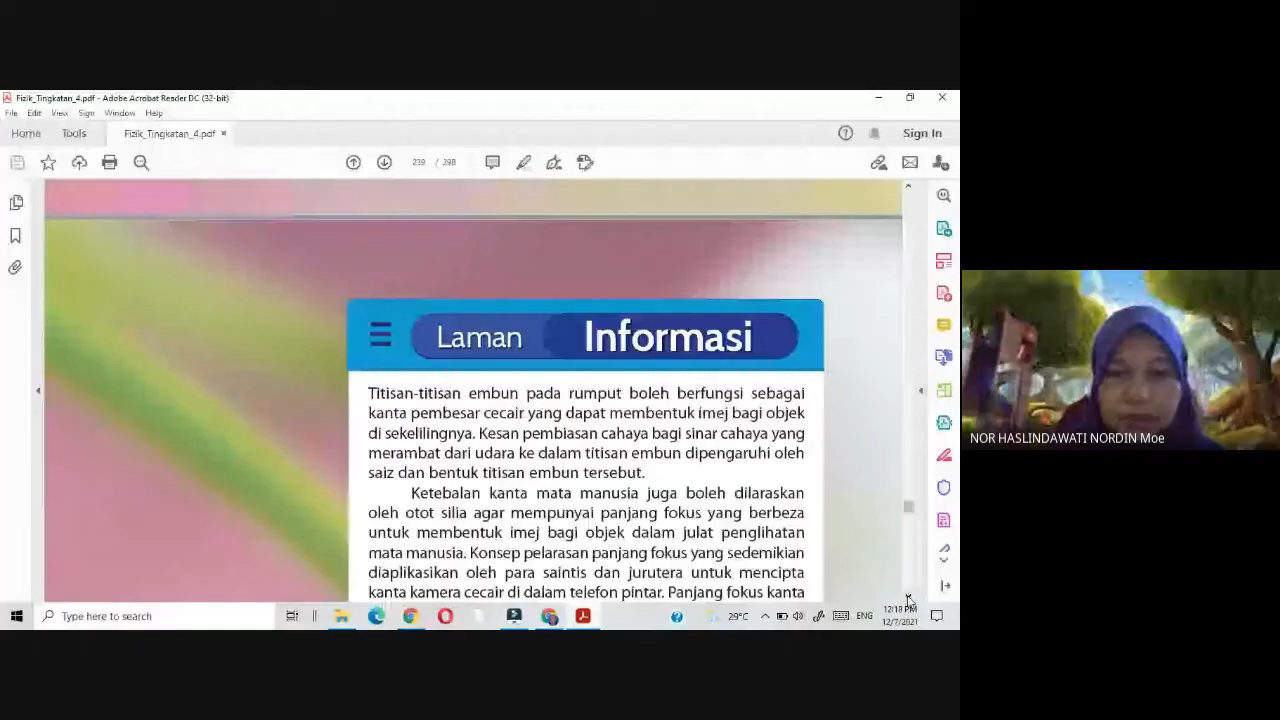 Fizik_Tingkatan_4.pdf - Adobe Acrobat Reader DC (32-bit)
File Edit View Sign Window Help
Home Tools Fizik_Tingkatan_4.pdf × Sign In
239 / 298
Laman Informasi
Titisan-titisan embun pada rumput boleh berfungsi sebagai
kanta pembesar cecair yang dapat membentuk imej bagi objek
di sekelilingnya. Kesan pembiasan cahaya bagi sinar cahaya yang
merambat dari udara ke dalam titisan embun dipengaruhi oleh
saiz dan bentuk titisan embun tersebut.
Ketebalan kanta mata manusia juga boleh dilaraskan
oleh otot silia agar mempunyai panjang fokus yang berbeza
untuk membentuk imej bagi objek dalam julat penglihatan
mata manusia. Konsep pelarasan panjang fokus yang sedemikian
diaplikasikan oleh para saintis dan jurutera untuk mencipta
kanta kamera cecair di dalam telefon pintar. Panjang fokus kanta
NOR HASLINDAWATI NORDIN Moe
Type here to search
29°C
ENG
12:18 PM
12/7/2021